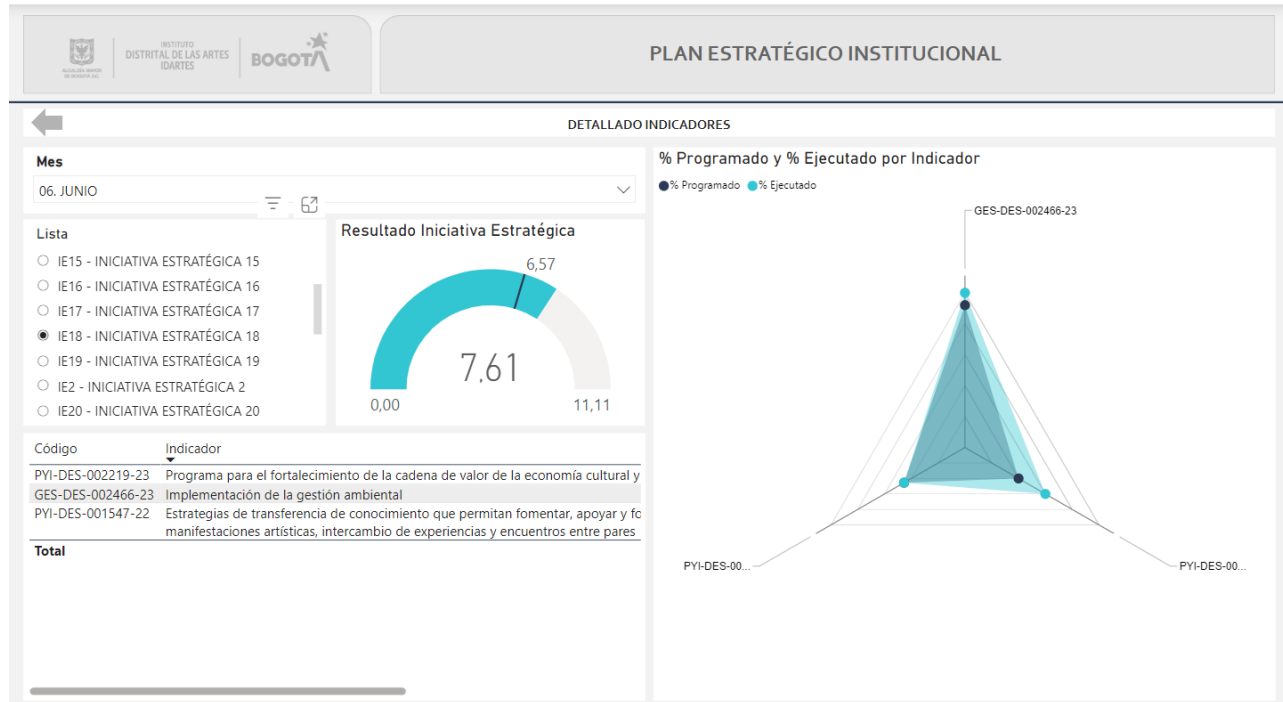 ALCALDÍA MAYOR
DE BOGOTÁ D.C.
INSTITUTO
DISTRITAL DE LAS ARTES
IDARTES
BOGOTÁ
PLAN ESTRATÉGICO INSTITUCIONAL
DETALLADO INDICADORES
Mes
06. JUNIO
Lista
IE15 - INICIATIVA ESTRATÉGICA 15
IE16 - INICIATIVA ESTRATÉGICA 16
IE17 - INICIATIVA ESTRATÉGICA 17
IE18 - INICIATIVA ESTRATÉGICA 18
IE19 - INICIATIVA ESTRATÉGICA 19
IE2 - INICIATIVA ESTRATÉGICA 2
IE20 - INICIATIVA ESTRATÉGICA 20
Resultado Iniciativa Estratégica
6,57
7,61
0,00 11,11
Código Indicador
PYI-DES-002219-23 Programa para el fortalecimiento de la cadena de valor de la economía cultural y
GES-DES-002466-23 Implementación de la gestión ambiental
PYI-DES-001547-22 Estrategias de transferencia de conocimiento que permitan fomentar, apoyar y fo
manifestaciones artísticas, intercambio de experiencias y encuentros entre pares
Total
% Programado y % Ejecutado por Indicador
% Programado % Ejecutado
GES-DES-002466-23
PYI-DES-00... PYI-DES-00...